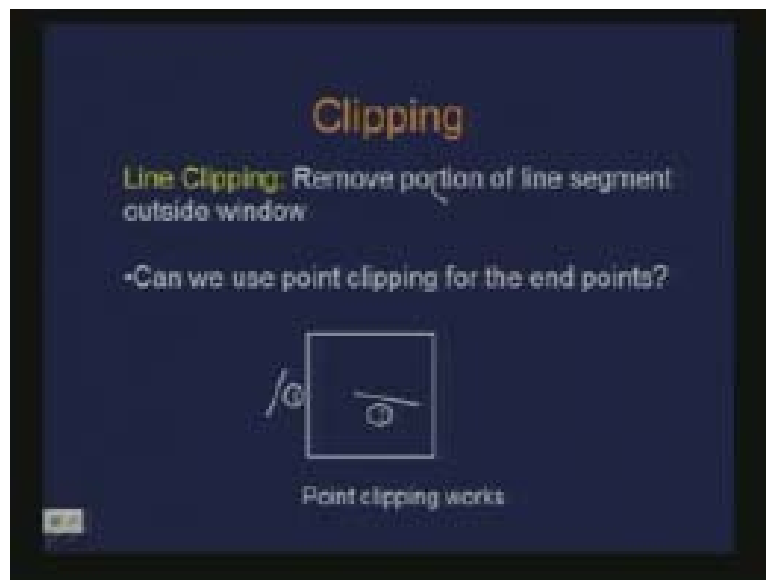 Clipping
Line Clipping: Remove portion of line segment
outside window
•Can we use point clipping for the end points?
Point clipping works